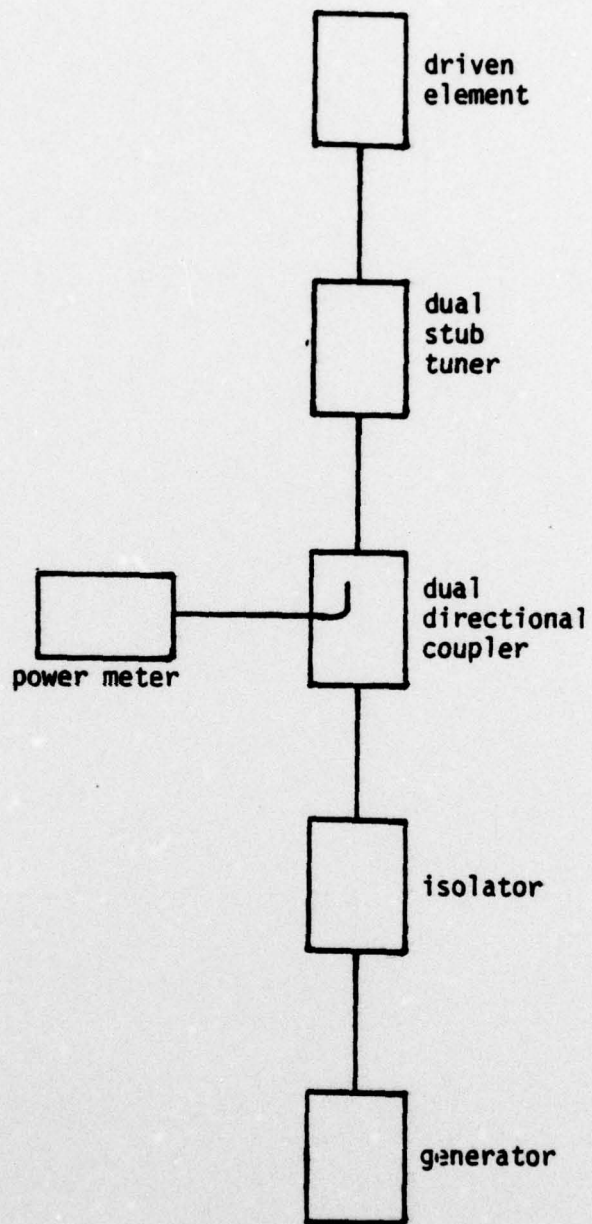 driven
element
dual
stub
tuner
dual
directional
coupler
power meter
isolator
generator